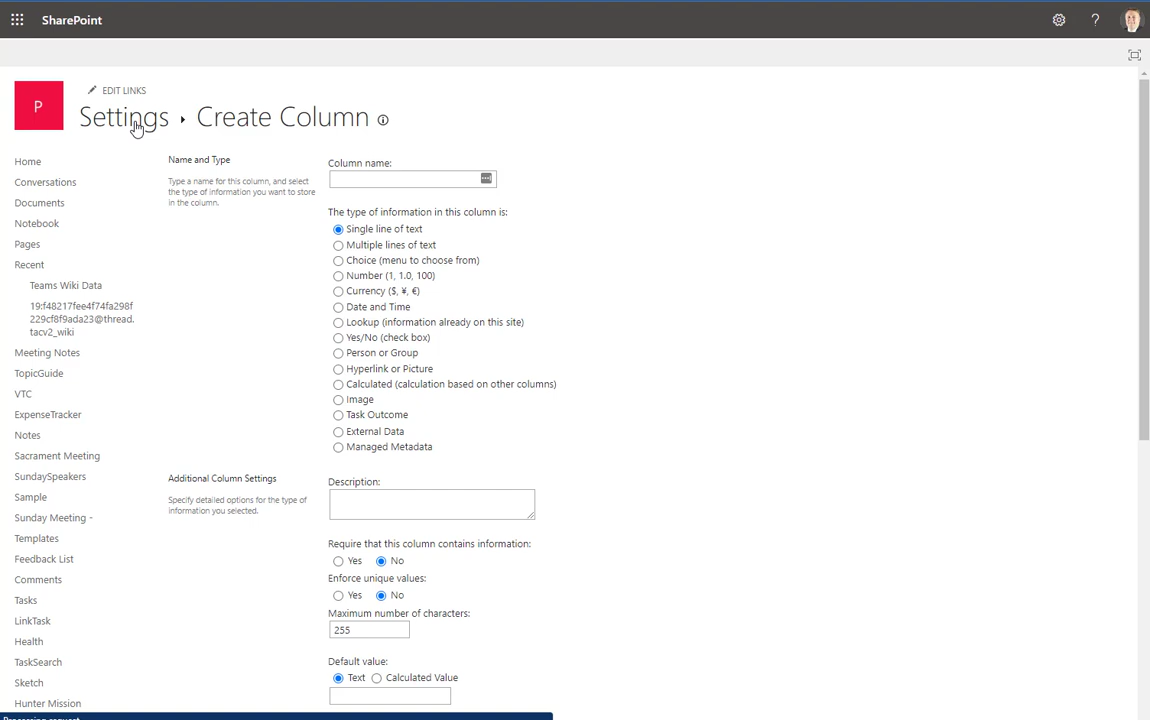 SharePoint
?
P
EDIT LINKS
Settings ▸ Create Column
Home
Conversations
Documents
Notebook
Pages
Recent
Teams Wiki Data
19:f48217fee4f74fa298f
229cf8f9ada23@thread.
tacv2_wiki
Meeting Notes
TopicGuide
VTC
ExpenseTracker
Notes
Sacrament Meeting
SundaySpeakers
Sample
Sunday Meeting -
Templates
Feedback List
Comments
Tasks
LinkTask
Health
TaskSearch
Sketch
Hunter Mission
Name and Type
Type a name for this column, and select
the type of information you want to store
in the column.
Column name:
The type of information in this column is:
Single line of text
Multiple lines of text
Choice (menu to choose from)
Number (1, 1.0, 100)
Currency ($, ¥, €)
Date and Time
Lookup (information already on this site)
Yes/No (check box)
Person or Group
Hyperlink or Picture
Calculated (calculation based on other columns)
Image
Task Outcome
External Data
Managed Metadata
Additional Column Settings
Specify detailed options for the type of
information you selected.
Description:
Require that this column contains information:
Yes No
Enforce unique values:
Yes No
Maximum number of characters:
255
Default value:
Text Calculated Value
Processing request